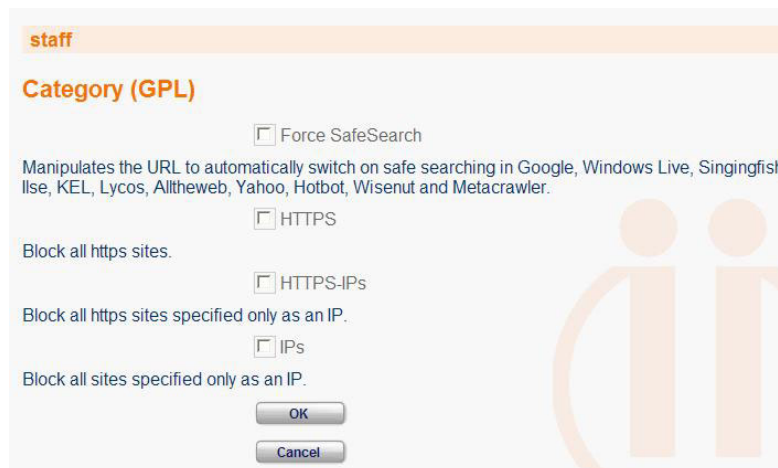 staff
Category (GPL)
Force SafeSearch
Manipulates the URL to automatically switch on safe searching in Google, Windows Live, Singingfish
Ilse, KEL, Lycos, Alltheweb, Yahoo, Hotbot, Wisenut and Metacrawler.
HTTPS
Block all https sites.
HTTPS-IPs
Block all https sites specified only as an IP.
IPs
Block all sites specified only as an IP.
OK
Cancel